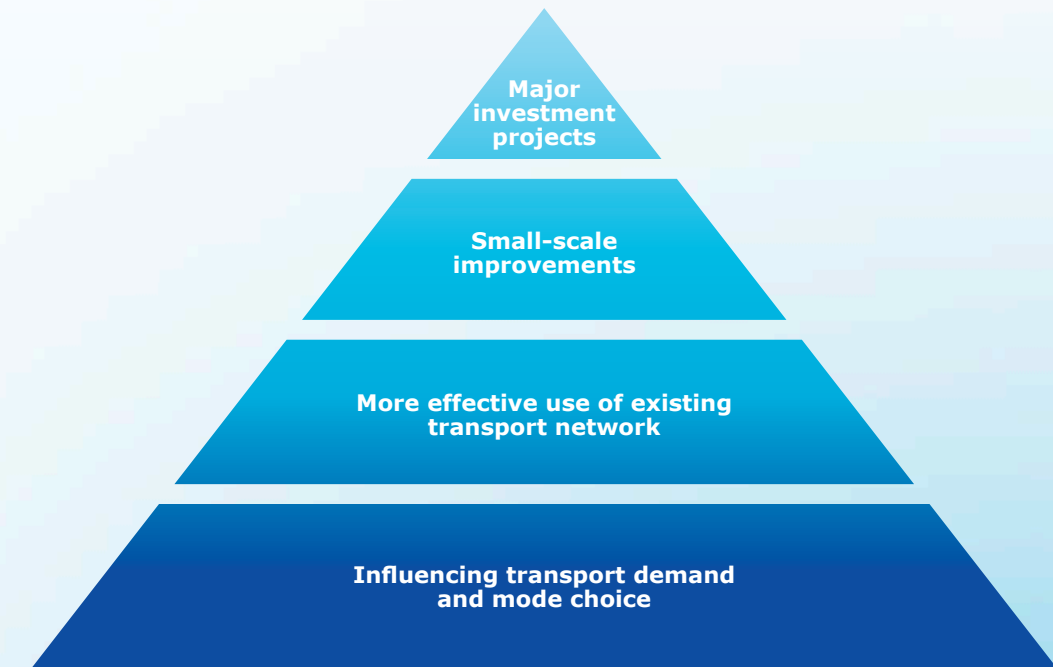 Major
investment
projects
Small-scale
improvements
More effective use of existing
transport network
Influencing transport demand
and mode choice